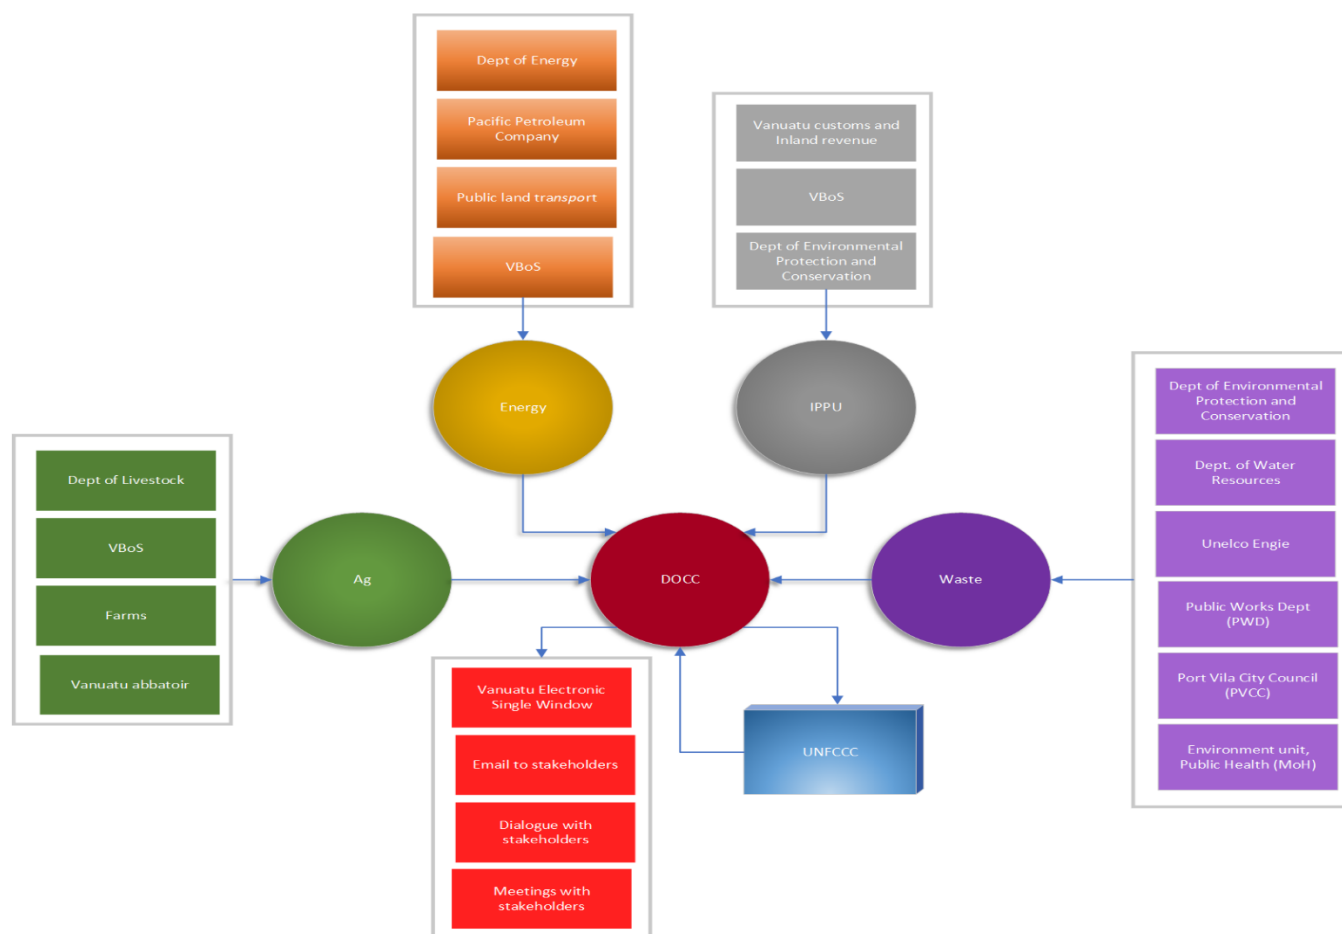 Dept of Energy
Pacific Petroleum
Company
Public land transport
VBoS
Vanuatu customs and
Inland revenue
VBoS
Dept of Environmental
Protection and
Conservation
Energy
IPPU
Dept of Livestock
VBoS
Farms
Vanuatu abbatoir
Ag
DOCC
Waste
Dept of Environmental
Protection and
Conservation
Dept. of Water
Resources
Unelco Engie
Public Works Dept
(PWD)
Port Vila City Council
(PVCC)
Environment unit,
Public Health (MoH)
Vanuatu Electronic
Single Window
Email to stakeholders
Dialogue with
stakeholders
Meetings with
stakeholders
UNFCCC